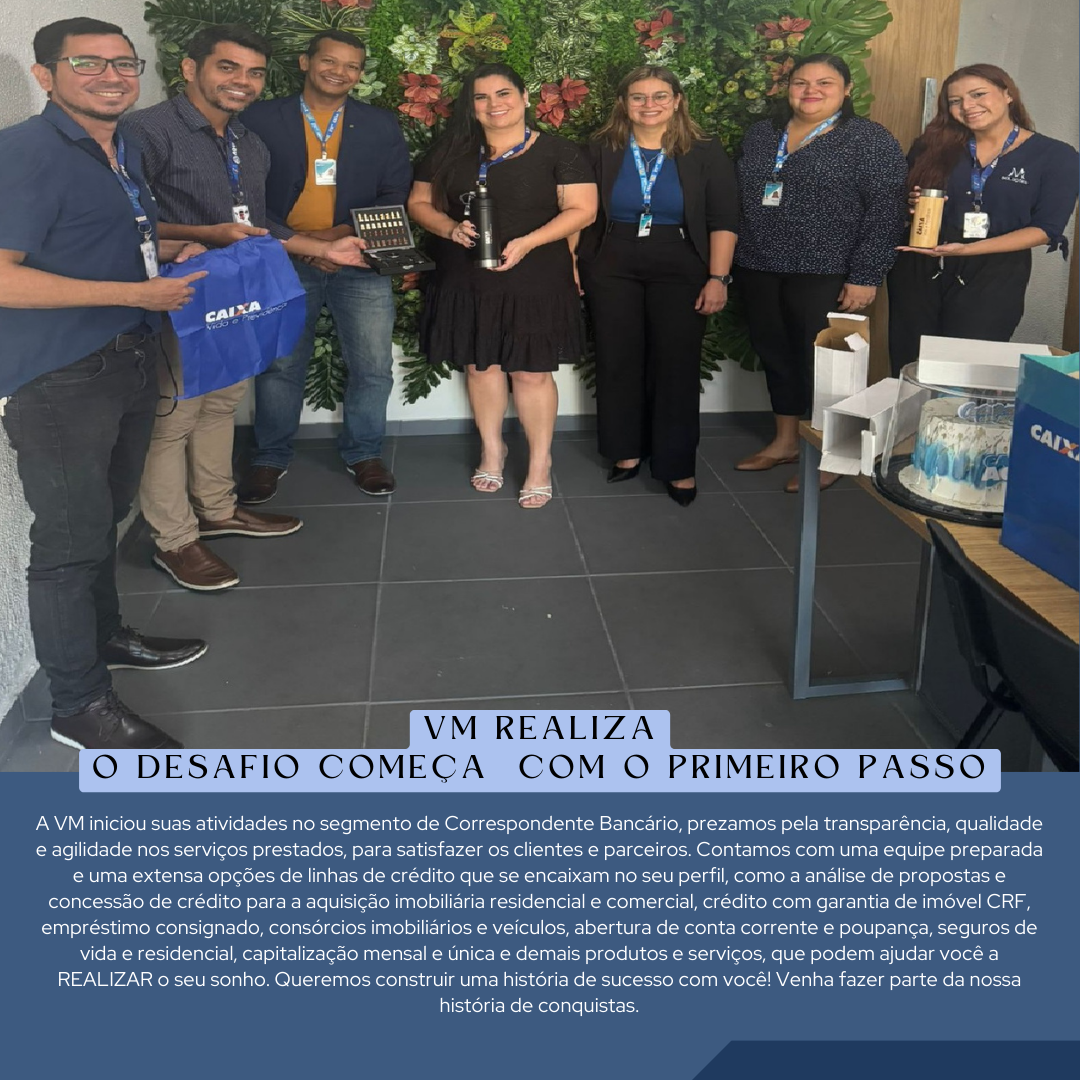 CAIXA
Vida e Previdência
CAIXA
CAIXA
VM REALIZA
O DESAFIO COMEÇA COM O PRIMEIRO PASSO
A VM iniciou suas atividades no segmento de Correspondente Bancário, prezamos pela transparência, qualidade
e agilidade nos serviços prestados, para satisfazer os clientes e parceiros. Contamos com uma equipe preparada
e uma extensa opções de linhas de crédito que se encaixam no seu perfil, como a análise de propostas e
concessão de crédito para a aquisição imobiliária residencial e comercial, crédito com garantia de imóvel CRF,
empréstimo consignado, consórcios imobiliários e veículos, abertura de conta corrente e poupança, seguros de
vida e residencial, capitalização mensal e única e demais produtos e serviços, que podem ajudar você a
REALIZAR o seu sonho. Queremos construir uma história de sucesso com você! Venha fazer parte da nossa
história de conquistas.